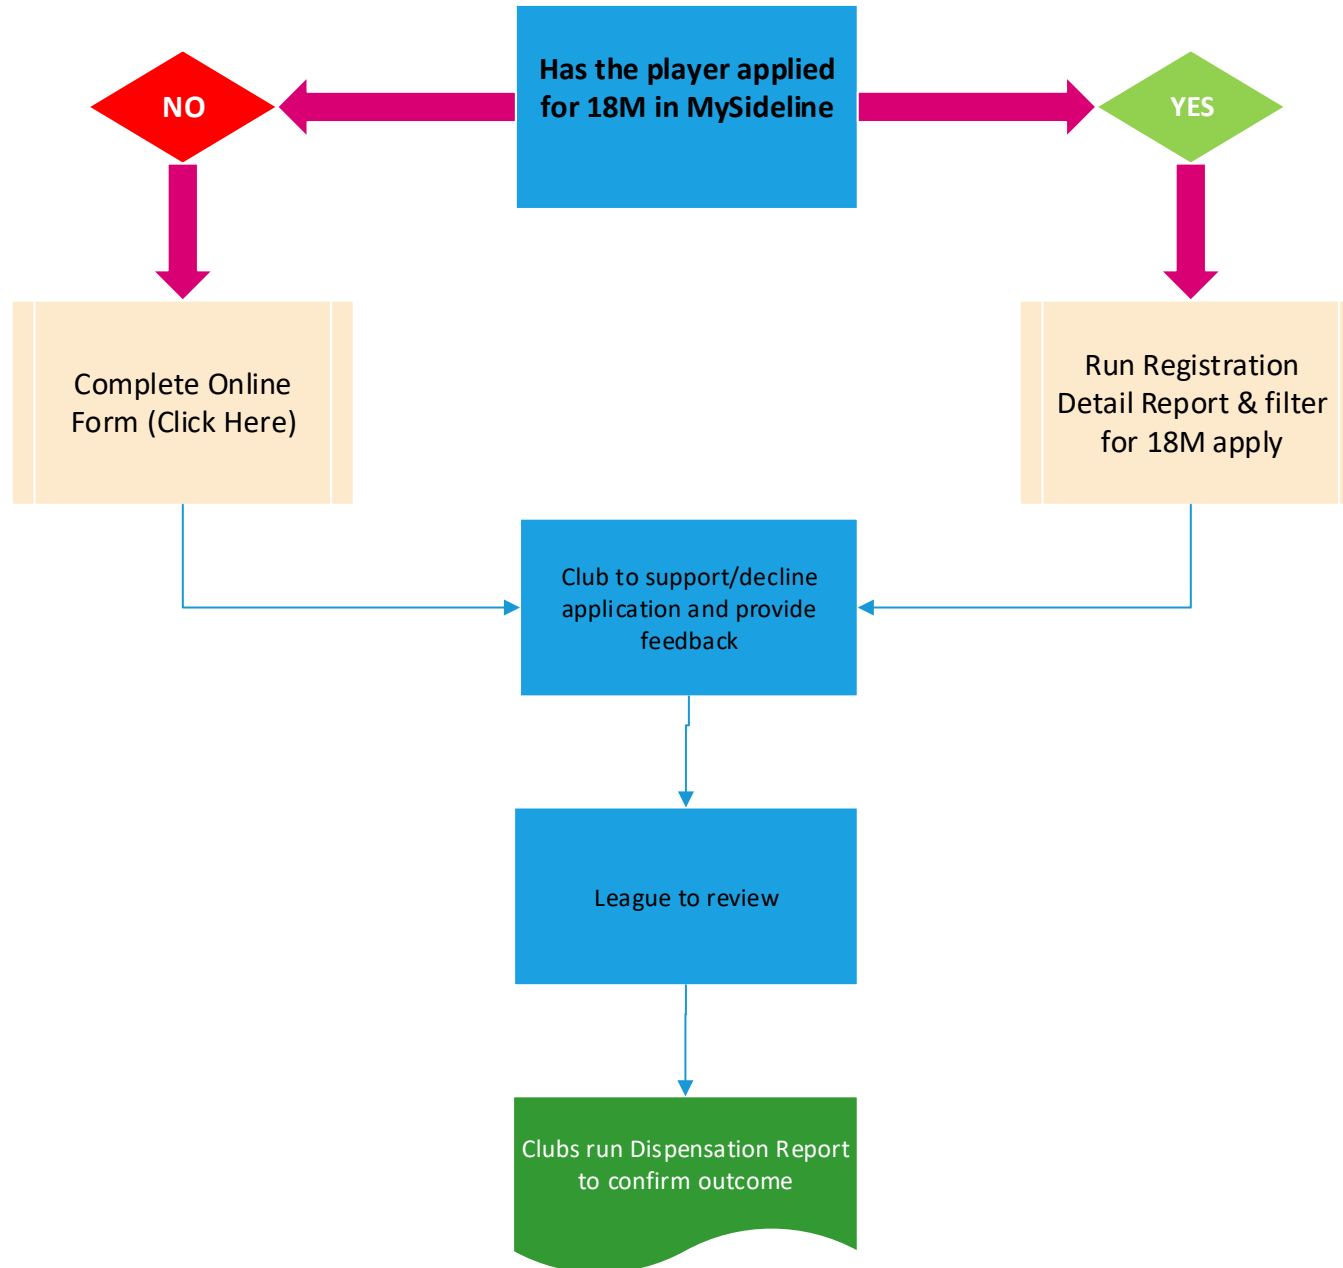 Has the player applied
for 18M in MySideline
NO
YES
Complete Online
Form (Click Here)
Run Registration
Detail Report & filter
for 18M apply
Club to support/decline
application and provide
feedback
League to review
Clubs run Dispensation Report
to confirm outcome